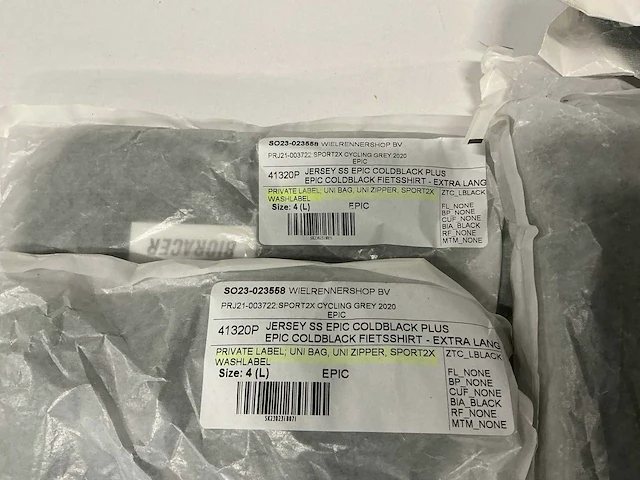 SO23-023558 WIELRENNERSHOP BV
PRJ21-003722;SPORT2X CYCLING GREY 2020
EPIC
41320P JERSEY SS EPIC COLDBLACK PLUS
EPIC COLDBLACK FIETSSHIRT - EXTRA LANG
PRIVATE LABEL; UNI BAG, UNI ZIPPER, SPORT2X
WASHLABEL
ZTC_LBLACK
Size: 4 (L) EPIC
FL_NONE
BP_NONE
CUF_NONE
BIA_BLACK
RF_NONE
MTM_NONE
BIORACER
SO23-023558 WIELRENNERSHOP BV
PRJ21-003722;SPORT2X CYCLING GREY 2020
EPIC
41320P JERSEY SS EPIC COLDBLACK PLUS
EPIC COLDBLACK FIETSSHIRT - EXTRA LANG
PRIVATE LABEL; UNI BAG, UNI ZIPPER, SPORT2X
WASHLABEL
ZTC_LBLACK
Size: 4 (L) EPIC
FL_NONE
BP_NONE
CUF_NONE
BIA_BLACK
RF_NONE
MTM_NONE